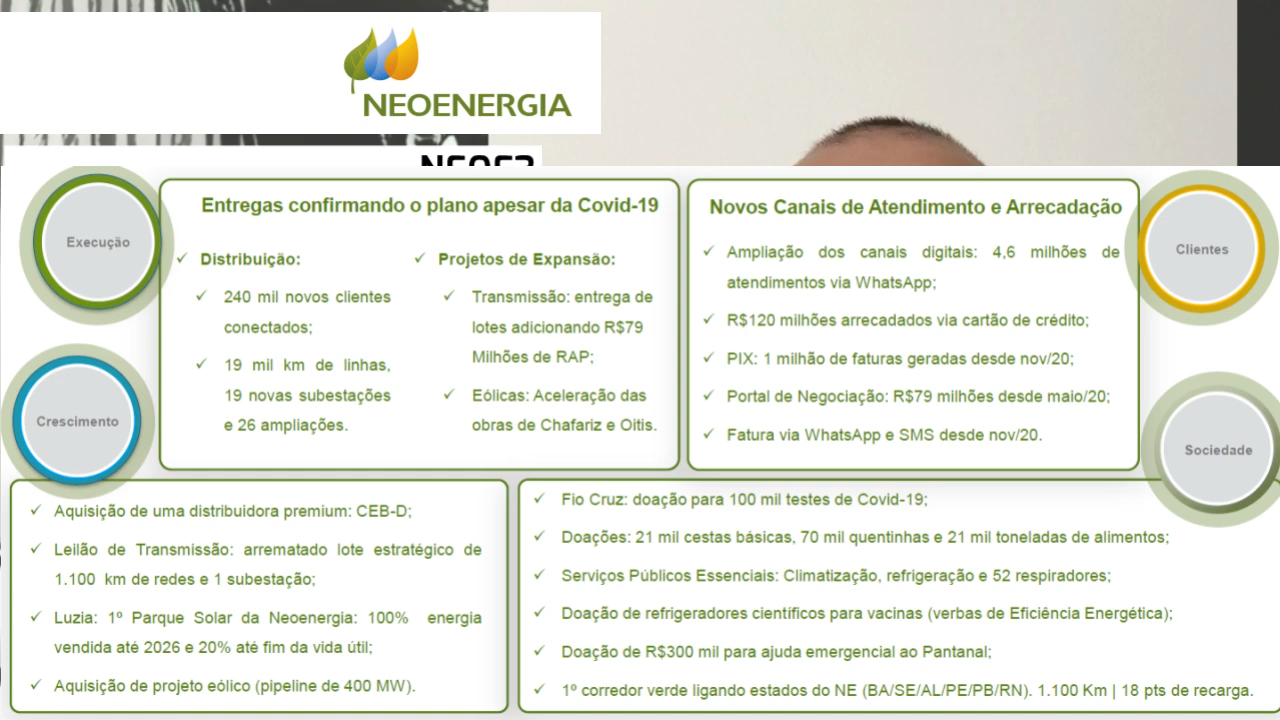 NEOENERGIA
Execução
Entregas confirmando o plano apesar da Covid-19
✓ Distribuição:
✓ 240 mil novos clientes
conectados;
✓ 19 mil km de linhas,
19 novas subestações
e 26 ampliações.
✓ Projetos de Expansão:
✓ Transmissão: entrega de
lotes adicionando R$79
Milhões de RAP;
✓ Eólicas: Aceleração das
obras de Chafariz e Oitis.
Novos Canais de Atendimento e Arrecadação
✓ Ampliação dos canais digitais: 4,6 milhões de
atendimentos via WhatsApp;
✓ R$120 milhões arrecadados via cartão de crédito;
✓ PIX: 1 milhão de faturas geradas desde nov/20;
✓ Portal de Negociação: R$79 milhões desde maio/20;
✓ Fatura via WhatsApp e SMS desde nov/20.
Clientes
Crescimento
✓ Aquisição de uma distribuidora premium: CEB-D;
✓ Leilão de Transmissão: arrematado lote estratégico de
1.100 km de redes e 1 subestação;
✓ Luzia: 1º Parque Solar da Neoenergia: 100% energia
vendida até 2026 e 20% até fim da vida útil;
✓ Aquisição de projeto eólico (pipeline de 400 MW).
Sociedade
✓ Fio Cruz: doação para 100 mil testes de Covid-19;
✓ Doações: 21 mil cestas básicas, 70 mil quentinhas e 21 mil toneladas de alimentos;
✓ Serviços Públicos Essenciais: Climatização, refrigeração e 52 respiradores;
✓ Doação de refrigeradores científicos para vacinas (verbas de Eficiência Energética);
✓ Doação de R$300 mil para ajuda emergencial ao Pantanal;
✓ 1º corredor verde ligando estados do NE (BA/SE/AL/PE/PB/RN). 1.100 Km | 18 pts de recarga.